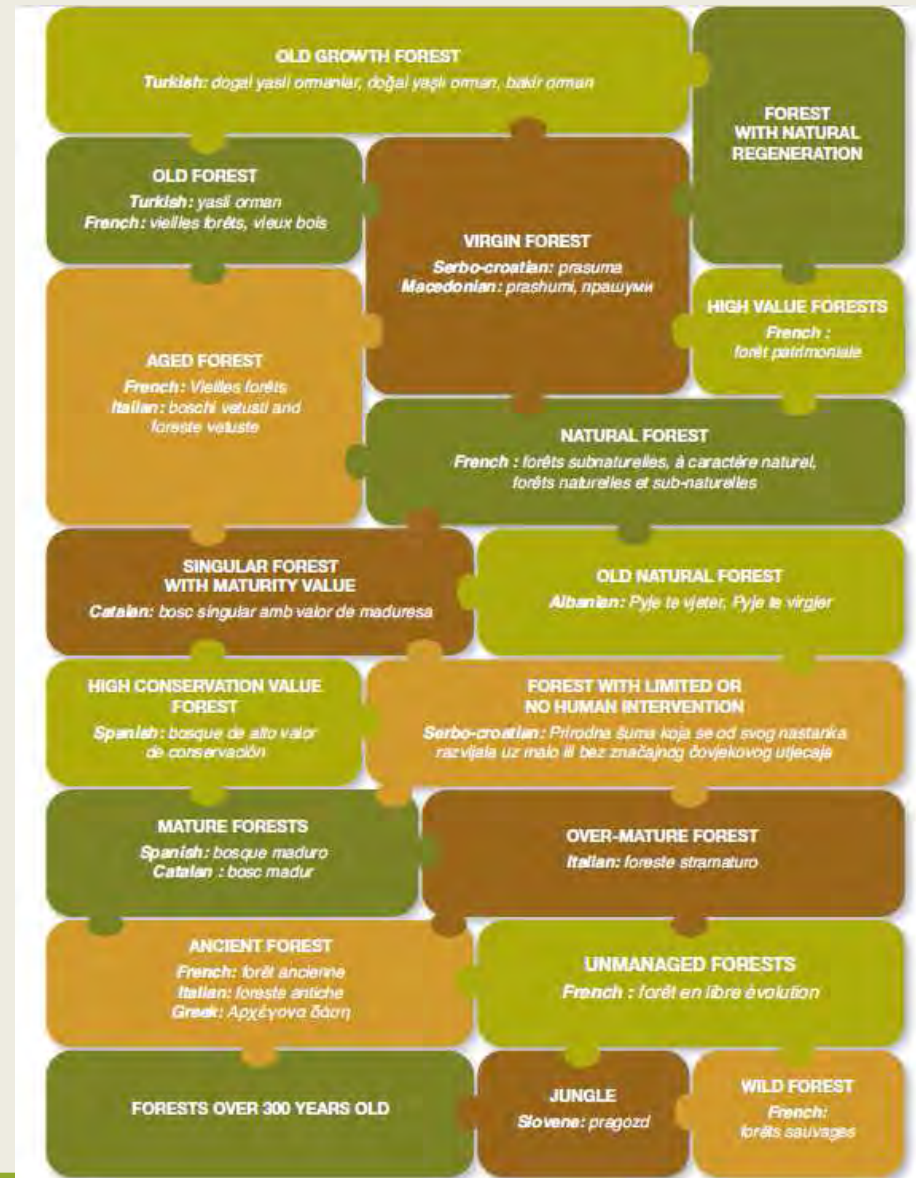 OLD GROWTH FOREST
Turkish: dogal yasli ormanlar, doğal yaşlı orman, bakir orman
FOREST
WITH NATURAL
REGENERATION
OLD FOREST
Turkish: yasli orman
French: vieilles forêts, vieux bois
VIRGIN FOREST
Serbo-croatian: prasuma
Macedonian: prashumi, прашуми
HIGH VALUE FORESTS
French :
forêt patrimoniale
AGED FOREST
French: Vieilles forêts
Italian: boschi vetusti and
foreste vetuste
NATURAL FOREST
French : forêts subnaturelles, à caractère naturel,
forêts naturelles et sub-naturelles
SINGULAR FOREST
WITH MATURITY VALUE
Catalan: bosc singular amb valor de maduresa
OLD NATURAL FOREST
Albanian: Pyje te vjeter, Pyje te virgjer
HIGH CONSERVATION VALUE
FOREST
Spanish: bosque de alto valor
de conservación
FOREST WITH LIMITED OR
NO HUMAN INTERVENTION
Serbo-croatian: Prirodna šuma koja se od svog nastanka
razvijala uz malo ili bez značajnog čovjekovog utjecaja
MATURE FORESTS
Spanish: bosque maduro
Catalan : bosc madur
OVER-MATURE FOREST
Italian: foreste stramaturo
ANCIENT FOREST
French: forêt ancienne
Italian: foreste antiche
Greek: Αρχέγονα δάση
UNMANAGED FORESTS
French : forêt en libre évolution
FORESTS OVER 300 YEARS OLD
JUNGLE
Slovene: pragozd
WILD FOREST
French:
forêts sauvages